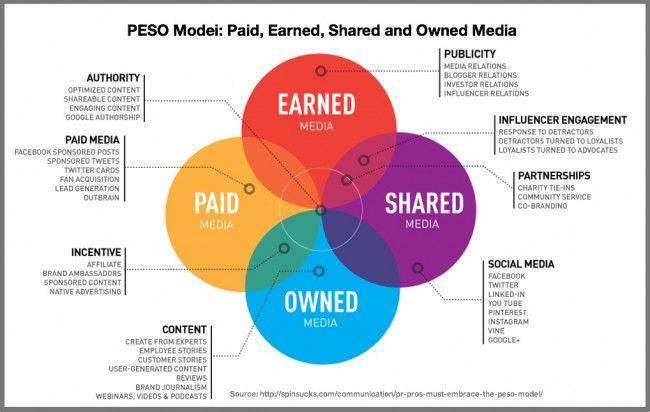 PESO Model: Paid, Earned, Shared and Owned Media
PUBLICITY
MEDIA RELATIONS
BLOGGER RELATIONS
INVESTOR RELATIONS
INFLUENCER RELATIONS
AUTHORITY
OPTIMIZED CONTENT
SHAREABLE CONTENT
ENGAGING CONTENT
GOOGLE AUTHORSHIP
EARNED
MEDIA
INFLUENCER ENGAGEMENT
RESPONSE TO DETRACTORS
DETRACTORS TURNED TO LOYALISTS
LOYALISTS TURNED TO ADVOCATES
PAID MEDIA
FACEBOOK SPONSORED POSTS
SPONSORED TWEETS
TWITTER CARDS
FAN ACQUISITION
LEAD GENERATION
OUTBRAIN
PARTNERSHIPS
CHARITY TIE-INS
COMMUNITY SERVICE
CO-BRANDING
PAID
MEDIA
SHARED
MEDIA
INCENTIVE
AFFILIATE
BRAND AMBASSADORS
SPONSORED CONTENT
NATIVE ADVERTISING
SOCIAL MEDIA
FACEBOOK
TWITTER
LINKED-IN
YOU TUBE
PINTEREST
INSTAGRAM
VINE
GOOGLE+
OWNED
MEDIA
CONTENT
CREATE FROM EXPERTS
EMPLOYEE STORIES
CUSTOMER STORIES
USER-GENERATED CONTENT
REVIEWS
BRAND JOURNALISM
WEBINARS, VIDEOS & PODCASTS
Source: http://spinsucks.com/communication/pr-pros-must-embrace-the-peso-model/